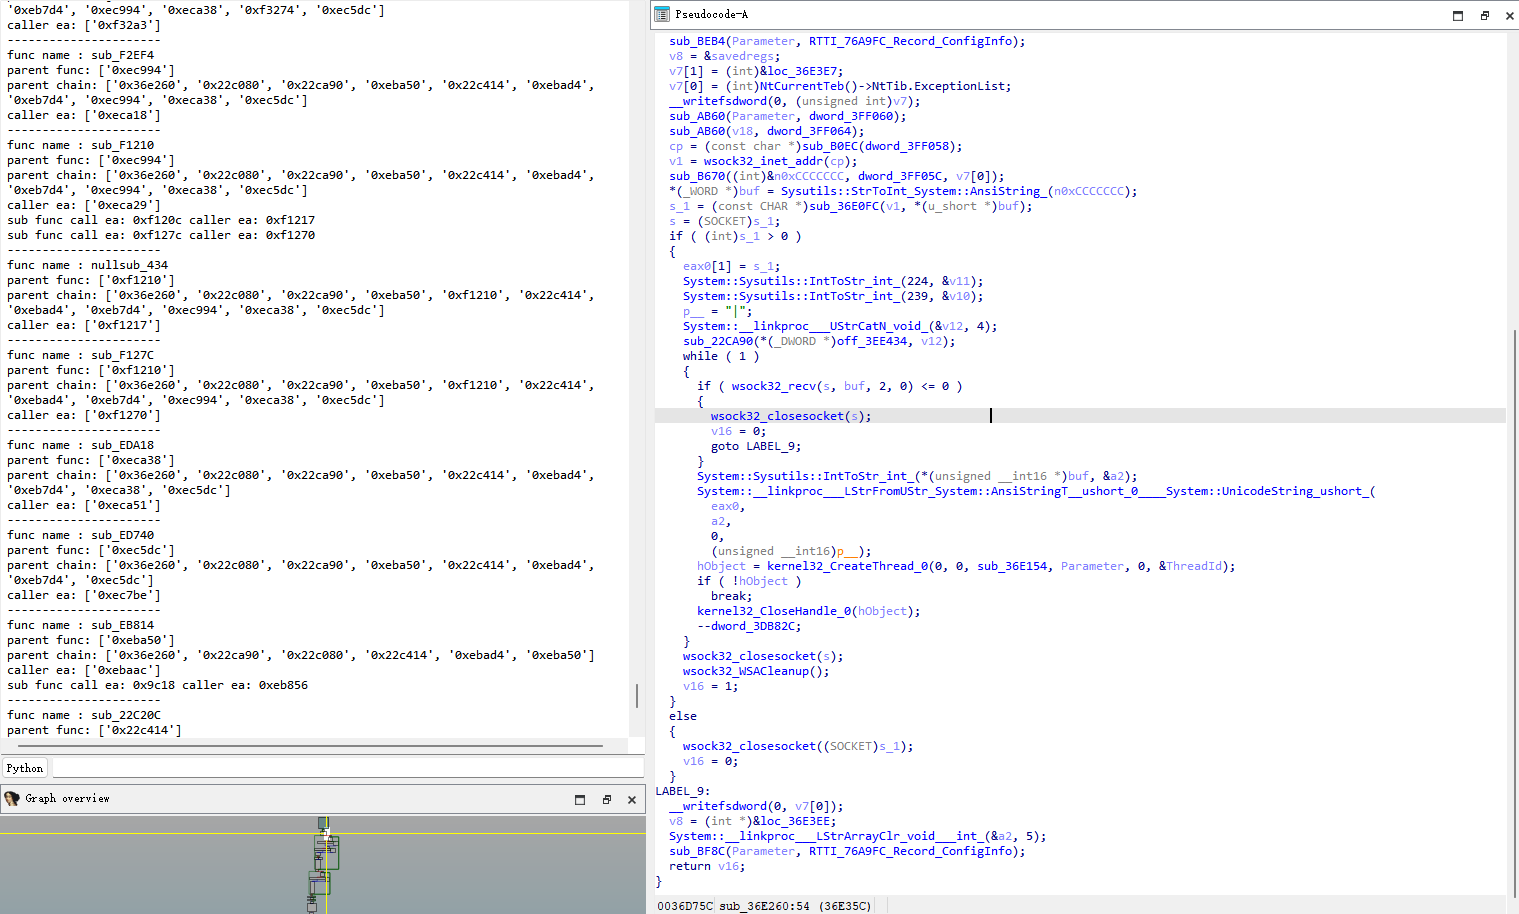 '0xeb7d4', '0xec994', '0xeca38', '0xf3274', '0xec5dc']
caller ea: ['0xf32a3']
----------------------
func name : sub_F2EF4
parent func: ['0xec994']
parent chain: ['0x36e260', '0x22c080', '0x22ca90', '0xeba50', '0x22c414', '0xebad4',
'0xeb7d4', '0xec994', '0xeca38', '0xec5dc']
caller ea: ['0xeca18']
----------------------
func name : sub_F1210
parent func: ['0xec994']
parent chain: ['0x36e260', '0x22c080', '0x22ca90', '0xeba50', '0x22c414', '0xebad4',
'0xeb7d4', '0xec994', '0xeca38', '0xec5dc']
caller ea: ['0xeca29']
sub func call ea: 0xf120c caller ea: 0xf1217
sub func call ea: 0xf127c caller ea: 0xf1270
----------------------
func name : nullsub_434
parent func: ['0xf1210']
parent chain: ['0x36e260', '0x22c080', '0x22ca90', '0xeba50', '0xf1210', '0x22c414',
'0xebad4', '0xeb7d4', '0xec994', '0xeca38', '0xec5dc']
caller ea: ['0xf1217']
----------------------
func name : sub_F127C
parent func: ['0xf1210']
parent chain: ['0x36e260', '0x22c080', '0x22ca90', '0xeba50', '0xf1210', '0x22c414',
'0xebad4', '0xeb7d4', '0xec994', '0xeca38', '0xec5dc']
caller ea: ['0xf1270']
----------------------
func name : sub_EDA18
parent func: ['0xeca38']
parent chain: ['0x36e260', '0x22c080', '0x22ca90', '0xeba50', '0x22c414', '0xebad4',
'0xeb7d4', '0xeca38', '0xec5dc']
caller ea: ['0xeca51']
----------------------
func name : sub_ED740
parent func: ['0xec5dc']
parent chain: ['0x36e260', '0x22c080', '0x22ca90', '0xeba50', '0x22c414', '0xebad4',
'0xeb7d4', '0xec5dc']
caller ea: ['0xec7be']
----------------------
func name : sub_EB814
parent func: ['0xeba50']
parent chain: ['0x36e260', '0x22ca90', '0x22c080', '0x22c414', '0xebad4', '0xeba50']
caller ea: ['0xebaac']
sub func call ea: 0x9c18 caller ea: 0xeb856
----------------------
func name : sub_22C20C
parent func: ['0x22c414']
Python
Graph overview
Pseudocode-A
sub_BEB4(Parameter, RTTI_76A9FC_Record_ConfigInfo);
v8 = &savedregs;
v7[1] = (int)&loc_36E3E7;
v7[0] = (int)NtCurrentTeb()->NtTib.ExceptionList;
__writefsdword(0, (unsigned int)v7);
sub_AB60(Parameter, dword_3FF060);
sub_AB60(v18, dword_3FF064);
cp = (const char *)sub_B0EC(dword_3FF058);
v1 = wsock32_inet_addr(cp);
sub_B670((int)&n0xCCCCCCC, dword_3FF05C, v7[0]);
*(_WORD *)buf = Sysutils::StrToInt_System::AnsiString_(n0xCCCCCCC);
s_1 = (const CHAR *)sub_36E0FC(v1, *(u_short *)buf);
s = (SOCKET)s_1;
if ( (int)s_1 > 0 )
{
eax0[1] = s_1;
System::Sysutils::IntToStr_int_(224, &v11);
System::Sysutils::IntToStr_int_(239, &v10);
p__ = "|";
System::__linkproc___UStrCatN_void_(&v12, 4);
sub_22CA90(*(_DWORD *)off_3EE434, v12);
while ( 1 )
{
if ( wsock32_recv(s, buf, 2, 0) <= 0 )
{
wsock32_closesocket(s);
v16 = 0;
goto LABEL_9;
}
System::Sysutils::IntToStr_int_(*(unsigned __int16 *)buf, &a2);
System::__linkproc___LStrFromUStr_System::AnsiStringT__ushort_0____System::UnicodeString_ushort_(
eax0,
a2,
0,
(unsigned __int16)p__);
hObject = kernel32_CreateThread_0(0, 0, sub_36E154, Parameter, 0, &ThreadId);
if ( !hObject )
break;
kernel32_CloseHandle_0(hObject);
--dword_3DB82C;
}
wsock32_closesocket(s);
wsock32_WSACleanup();
v16 = 1;
}
else
{
wsock32_closesocket((SOCKET)s_1);
v16 = 0;
}
LABEL_9:
__writefsdword(0, v7[0]);
v8 = (int *)&loc_36E3EE;
System::__linkproc___LStrArrayClr_void___int_(&a2, 5);
sub_BF8C(Parameter, RTTI_76A9FC_Record_ConfigInfo);
return v16;
}
0036D75C sub_36E260:54 (36E35C)